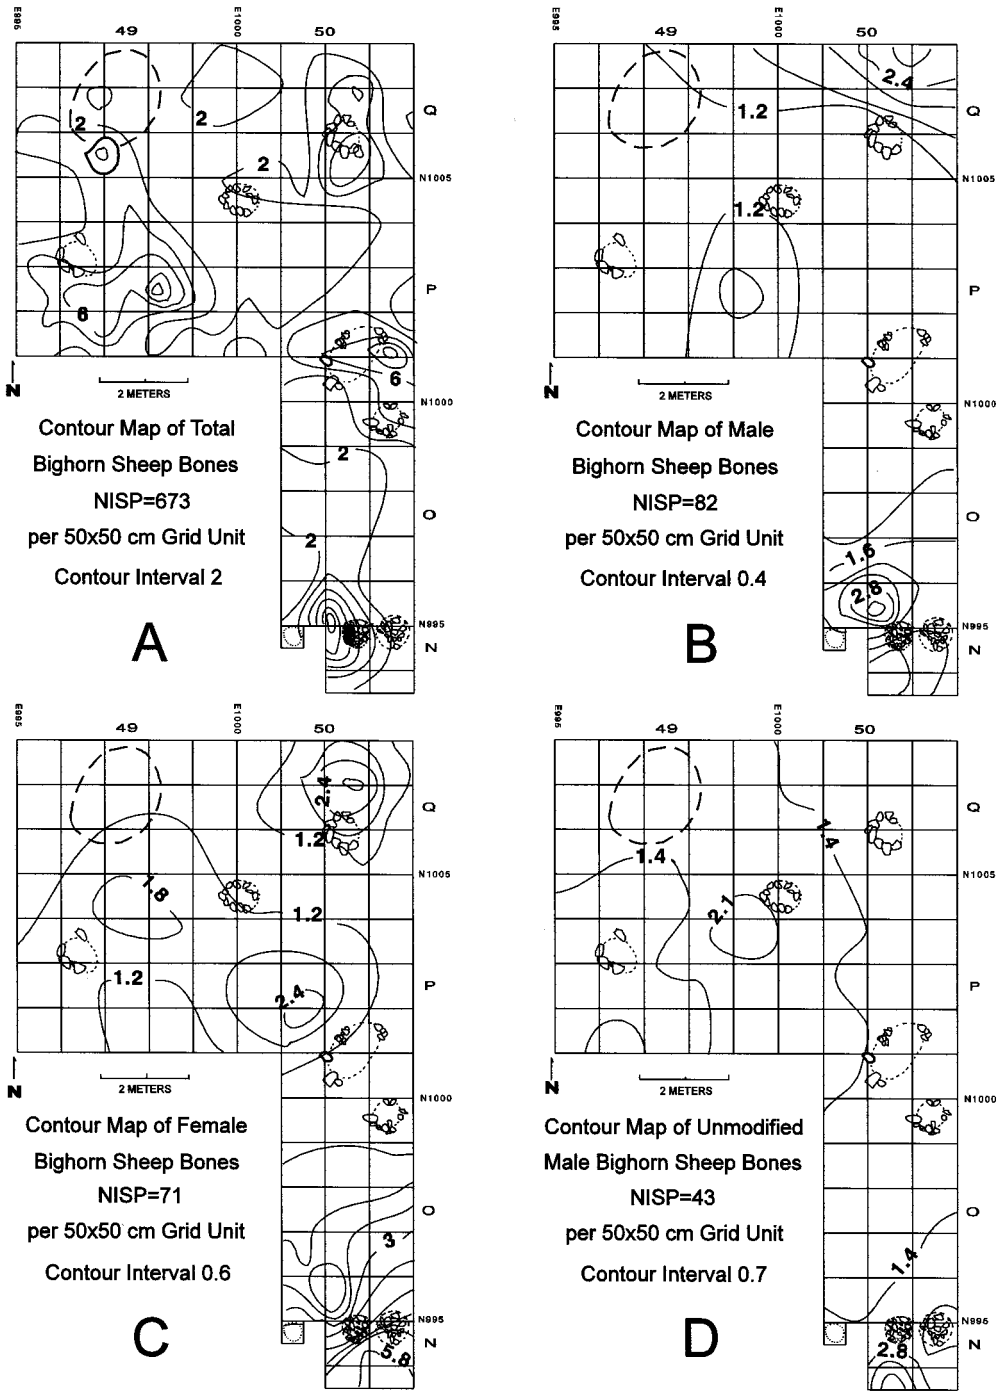 E995
49
E1000
50
2
2
Q
2
N1005
P
6
6
N
2 METERS
N1000
Contour Map of Total
Bighorn Sheep Bones
NISP=673
per 50x50 cm Grid Unit
Contour Interval 2
2
O
2
N995
A
N
E995
49
E1000
50
2.4
1.2
Q
N1005
1.2
P
N
2 METERS
N1000
Contour Map of Male
Bighorn Sheep Bones
NISP=82
per 50x50 cm Grid Unit
Contour Interval 0.4
O
1.6
2.8
N995
B
N
E995
49
E1000
50
2.4
Q
1.2
N1005
1.8
1.2
1.2
P
2.4
N
2 METERS
N1000
Contour Map of Female
Bighorn Sheep Bones
NISP=71
per 50x50 cm Grid Unit
Contour Interval 0.6
O
3
N995
C
N
5.8
E995
49
E1000
50
Q
1.4
1.4
N1005
2.1
P
N
2 METERS
N1000
Contour Map of Unmodified
Male Bighorn Sheep Bones
NISP=43
per 50x50 cm Grid Unit
Contour Interval 0.7
O
1.4
N995
D
N
2.8